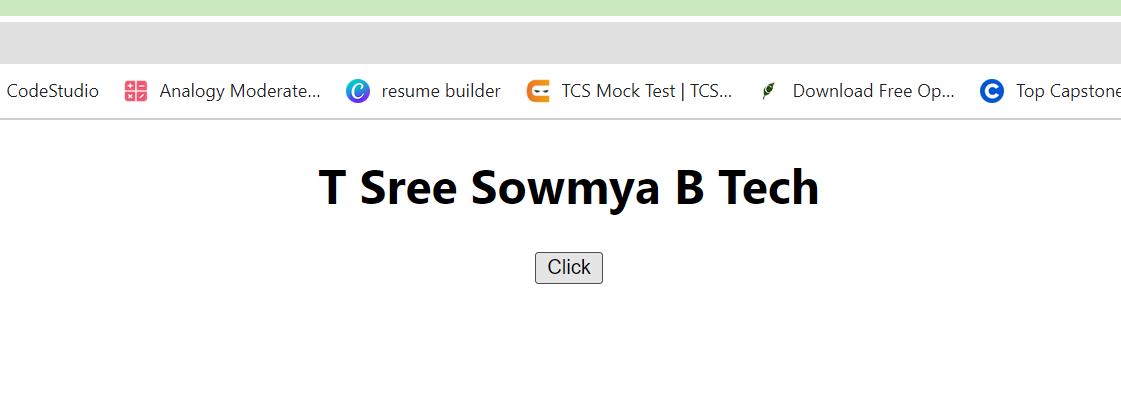 CodeStudio Analogy Moderate... resume builder TCS Mock Test | TCS... Download Free Op... Top Capstone
T Sree Sowmya B Tech
Click